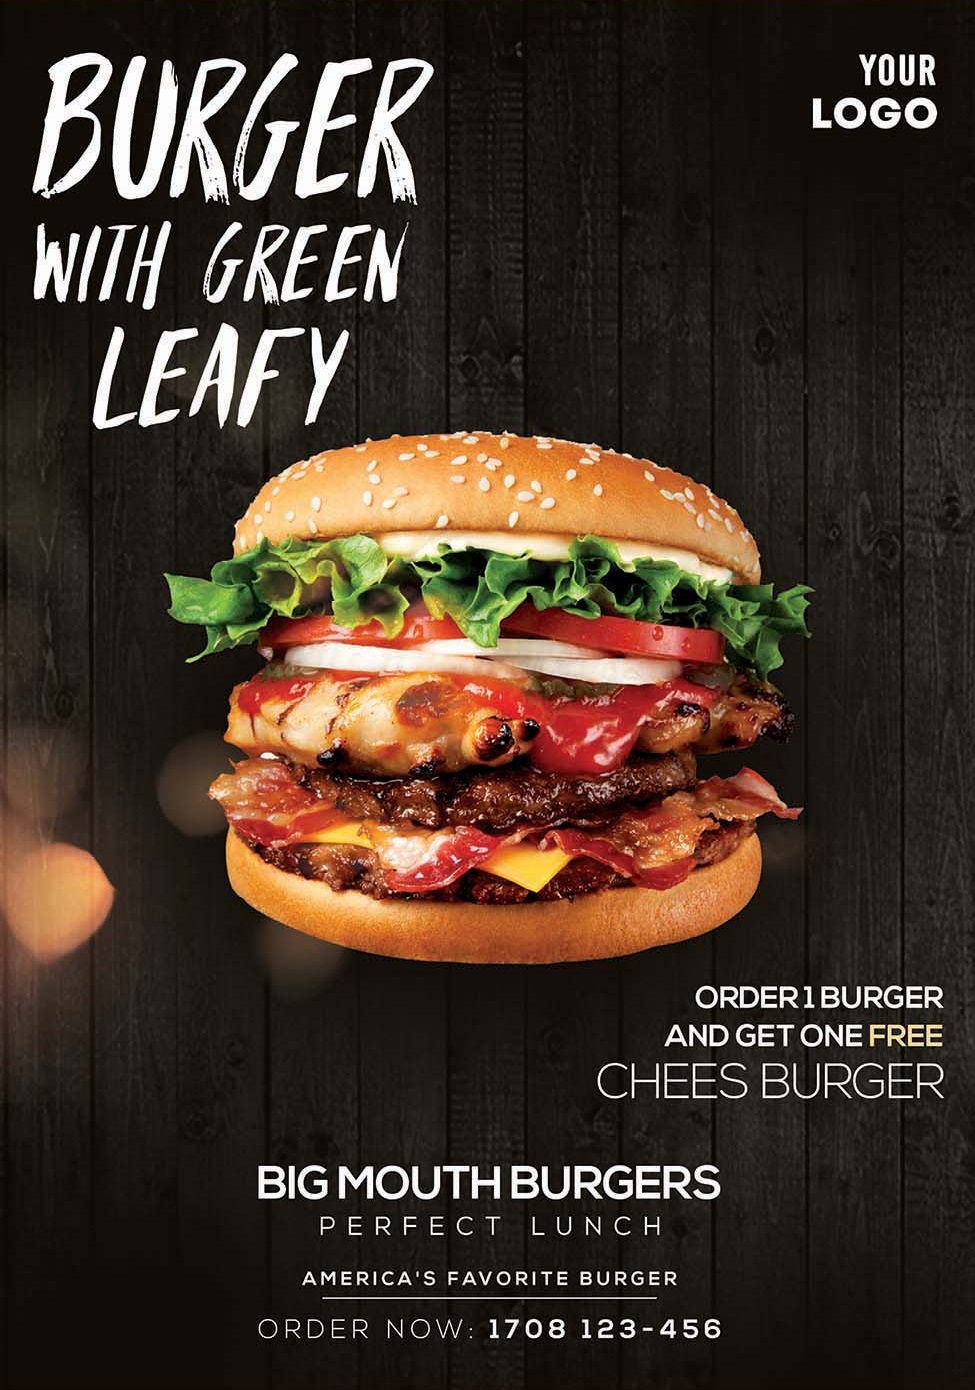 BURGER
WITH GREEN
LEAFY
YOUR
LOGO
ORDER 1 BURGER
AND GET ONE FREE
CHEES BURGER
BIG MOUTH BURGERS
PERFECT LUNCH
AMERICA'S FAVORITE BURGER
ORDER NOW: 1708 123-456